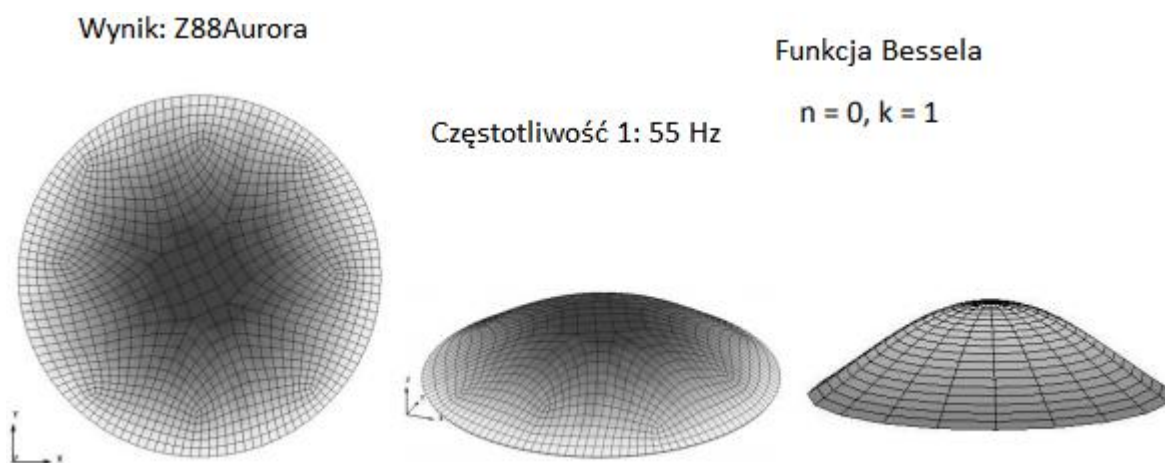 Wynik: Z88Aurora
Funkcja Bessela
n = 0, k = 1
Częstotliwość 1: 55 Hz